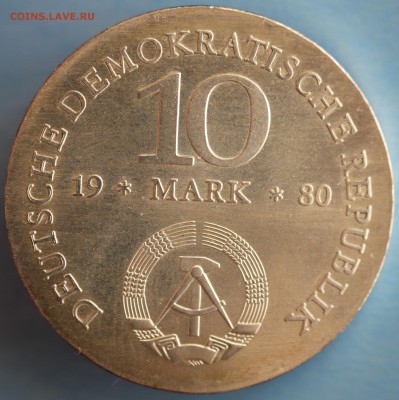 COINS.LAVE.RU
DEUTSCHE DEMOKRATISCHE REPUBLIK
10
19 * MARK * 80